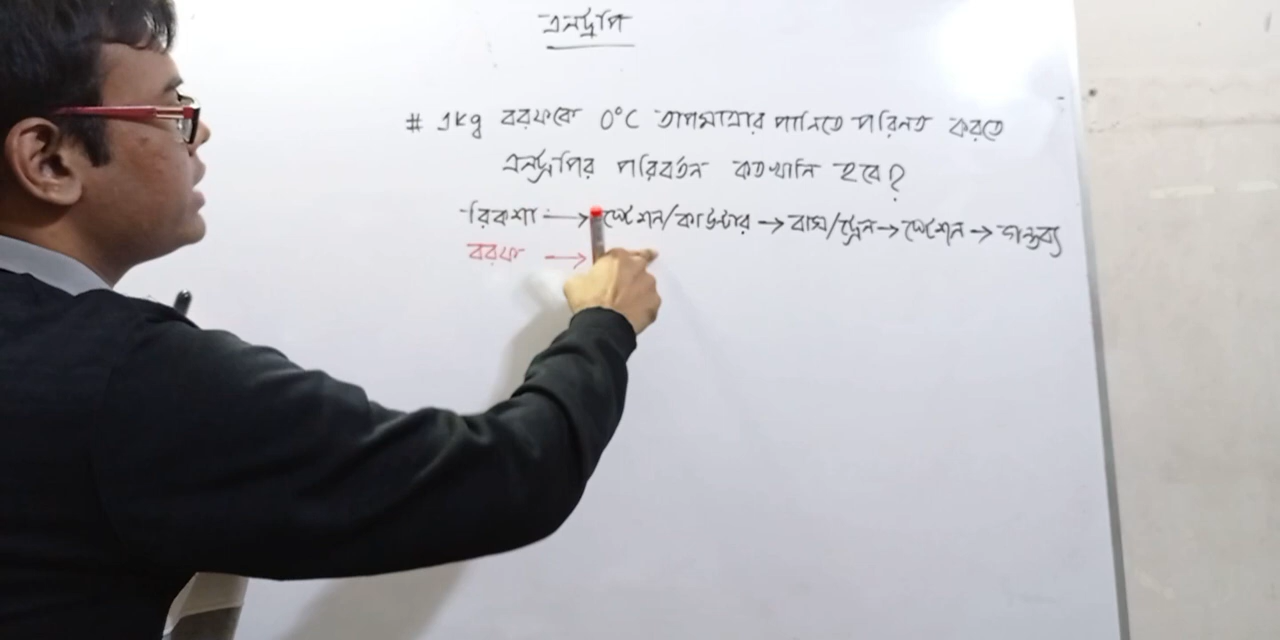 এনট্রপি
# 1kg বরফকে 0°C তাপমাত্রার পানিতে পরিনত করতে
এনট্রপির পরিবর্তন কতখানি হবে?
রিকশা → স্টেশন/কাউন্টার → বাস/ট্রেন → স্টেশন → গন্তব্য
বরফ →